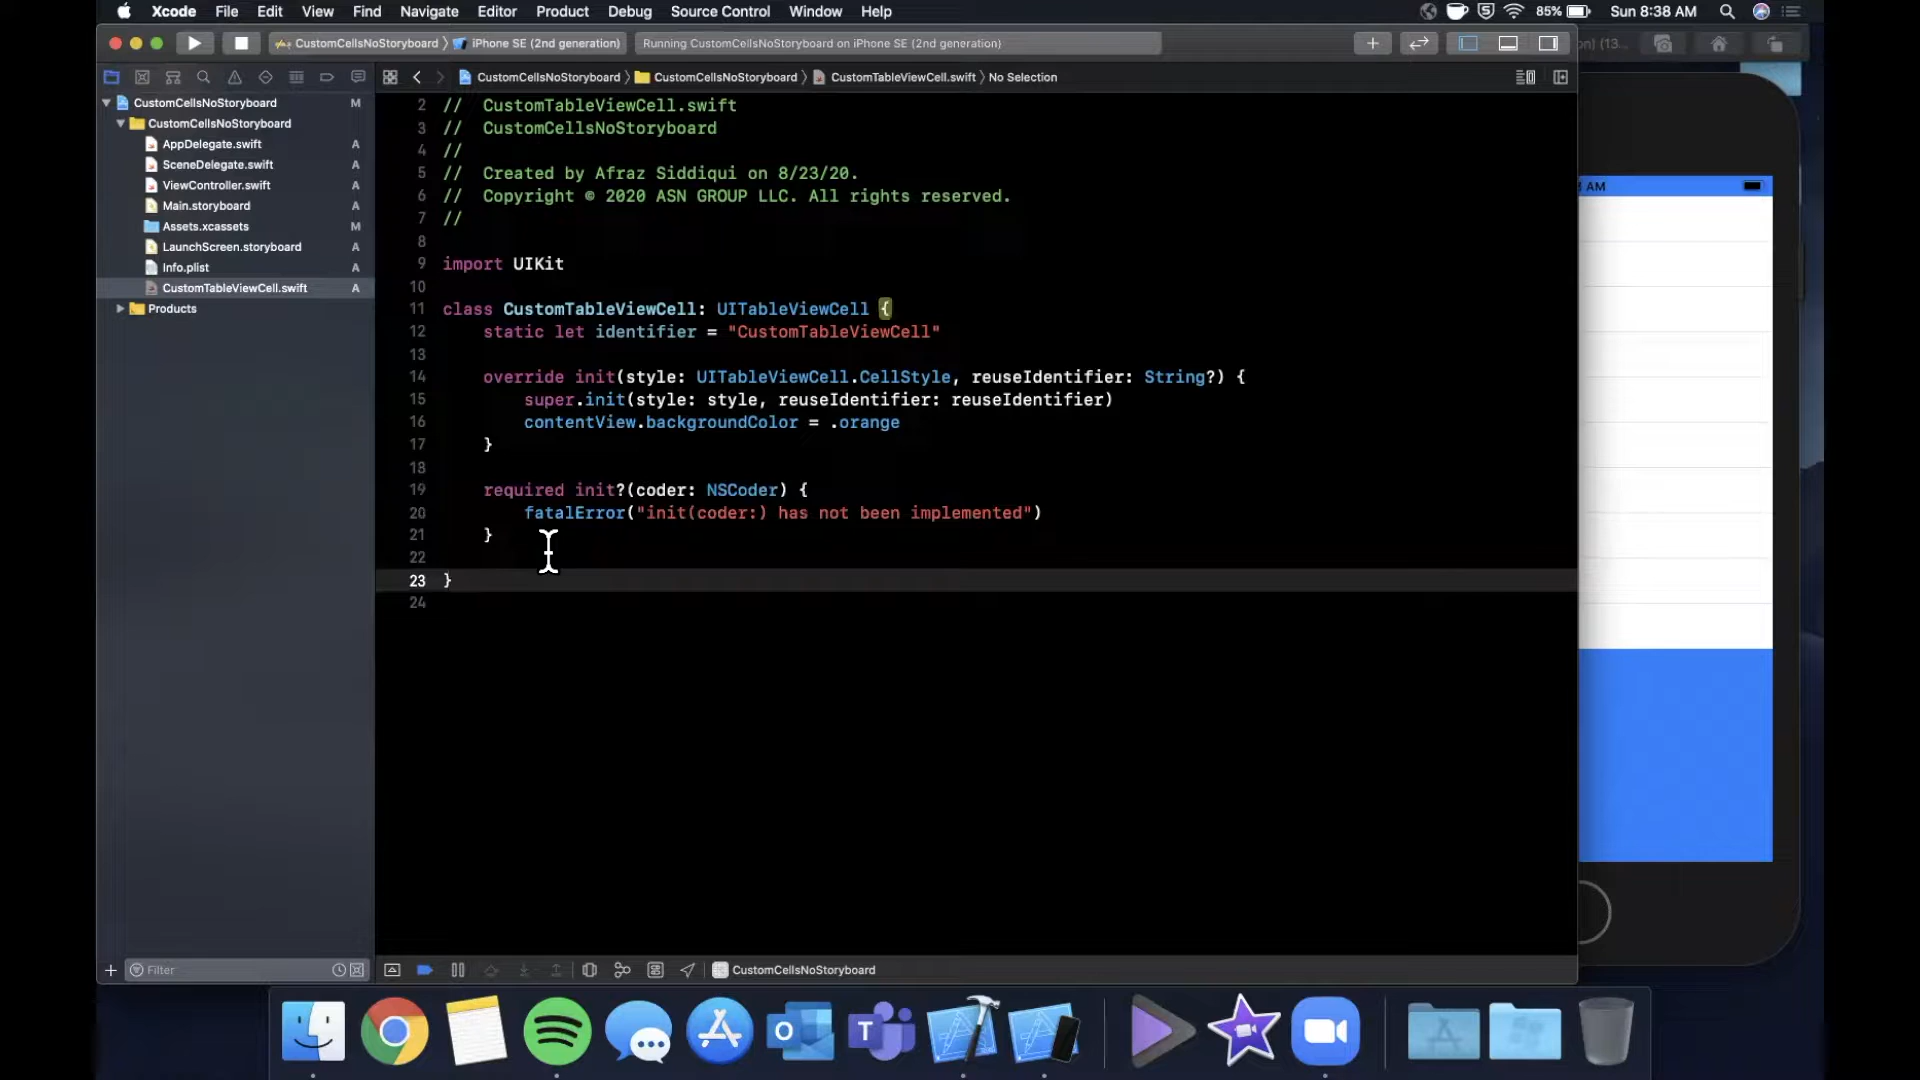 Xcode File Edit View Find Navigate Editor Product Debug Source Control Window Help
85% Sun 8:38 AM
CustomCellsNoStoryboard iPhone SE (2nd generation)
Running CustomCellsNoStoryboard on iPhone SE (2nd generation)
on) (13...
CustomCellsNoStoryboard CustomCellsNoStoryboard CustomTableViewCell.swift No Selection
CustomCellsNoStoryboard M
CustomCellsNoStoryboard
AppDelegate.swift A
SceneDelegate.swift A
ViewController.swift A
Main.storyboard A
Assets.xcassets M
LaunchScreen.storyboard A
Info.plist A
CustomTableViewCell.swift A
Products
2 // CustomTableViewCell.swift
3 // CustomCellsNoStoryboard
4 //
5 // Created by Afraz Siddiqui on 8/23/20.
6 // Copyright © 2020 ASN GROUP LLC. All rights reserved.
7 //
8
9 import UIKit
10
11 class CustomTableViewCell: UITableViewCell {
12 static let identifier = "CustomTableViewCell"
13
14 override init(style: UITableViewCell.CellStyle, reuseIdentifier: String?) {
15 super.init(style: style, reuseIdentifier: reuseIdentifier)
16 contentView.backgroundColor = .orange
17 }
18
19 required init?(coder: NSCoder) {
20 fatalError("init(coder:) has not been implemented")
21 }
22
23 }
24
AM
Filter
CustomCellsNoStoryboard